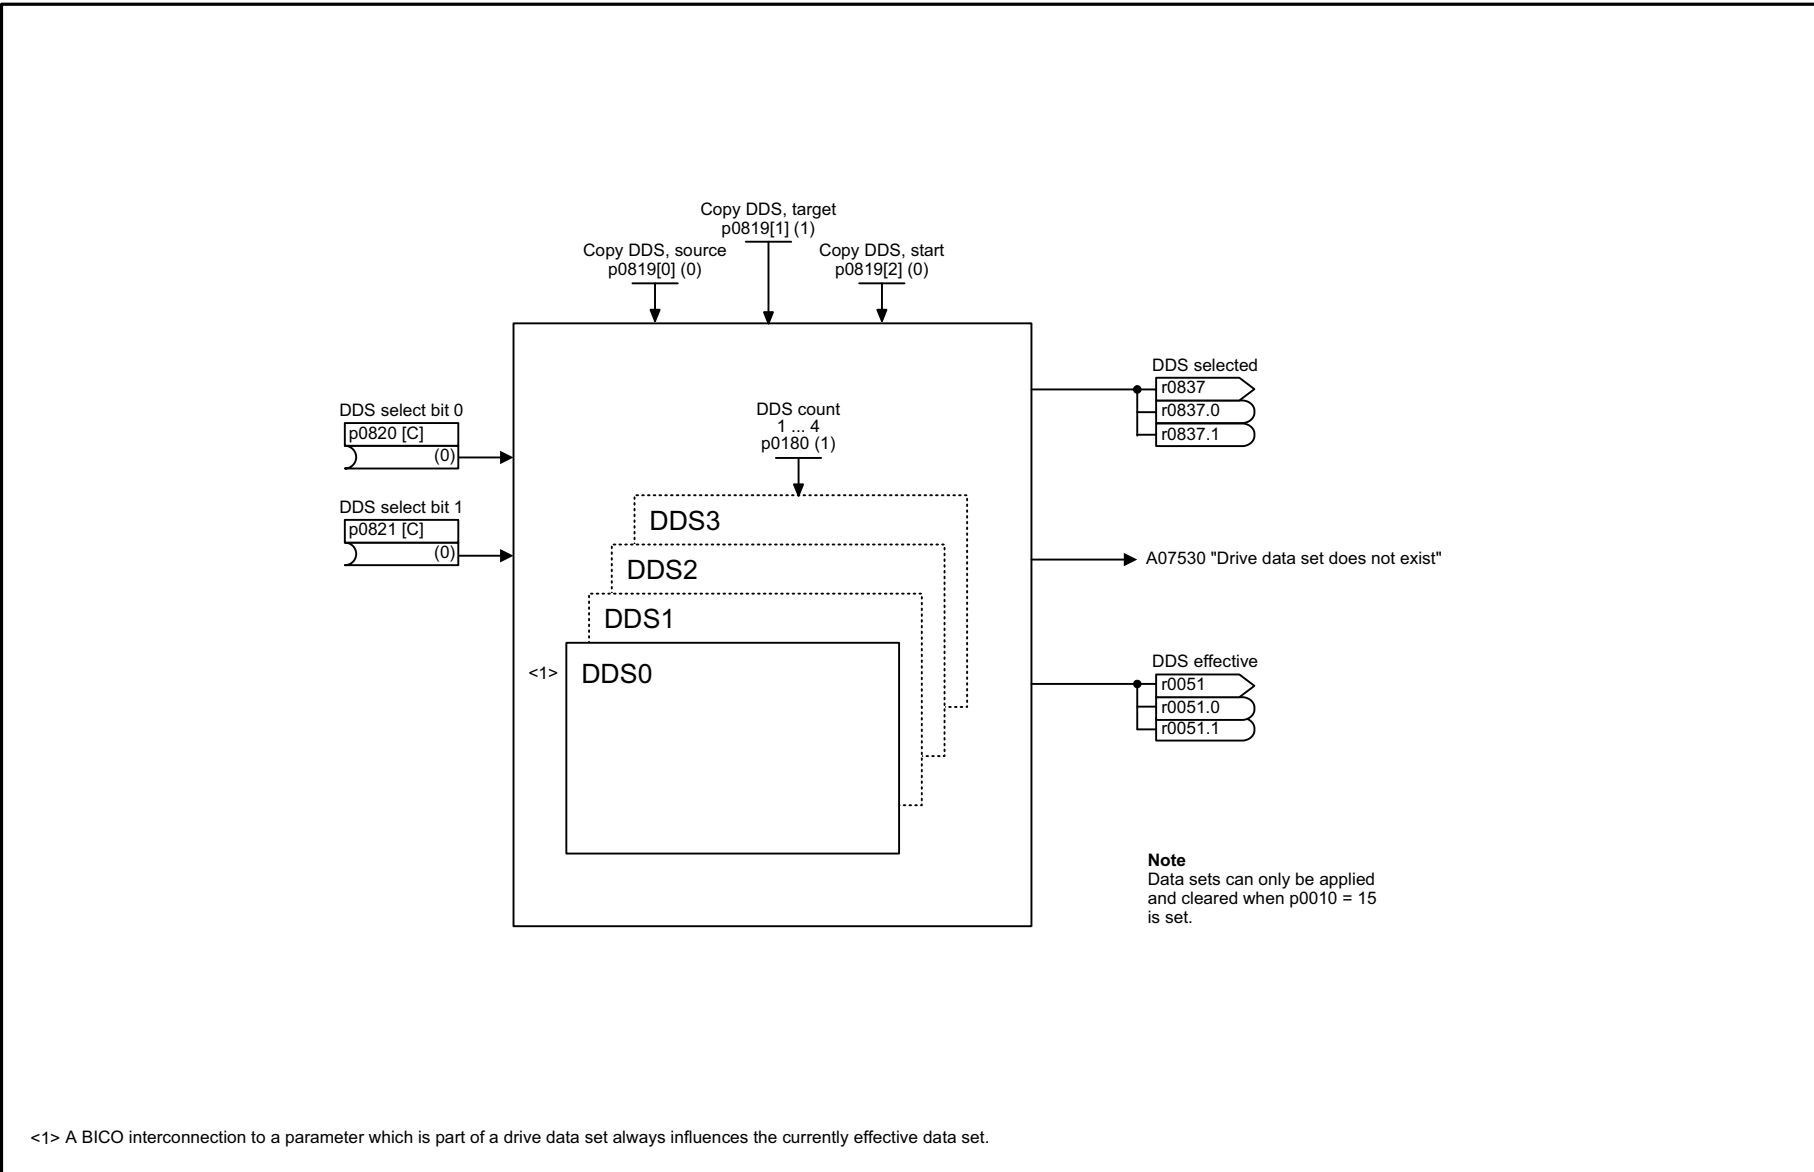 Copy DDS, target
p0819[1] (1)
Copy DDS, source
p0819[0] (0)
Copy DDS, start
p0819[2] (0)
DDS select bit 0
p0820 [C]
(0)
DDS select bit 1
p0821 [C]
(0)
DDS count
1 ... 4
p0180 (1)
DDS3
DDS2
DDS1
<1>
DDS0
DDS selected
r0837
r0837.0
r0837.1
A07530 "Drive data set does not exist"
DDS effective
r0051
r0051.0
r0051.1
Note
Data sets can only be applied
and cleared when p0010 = 15
is set.
<1> A BICO interconnection to a parameter which is part of a drive data set always influences the currently effective data set.